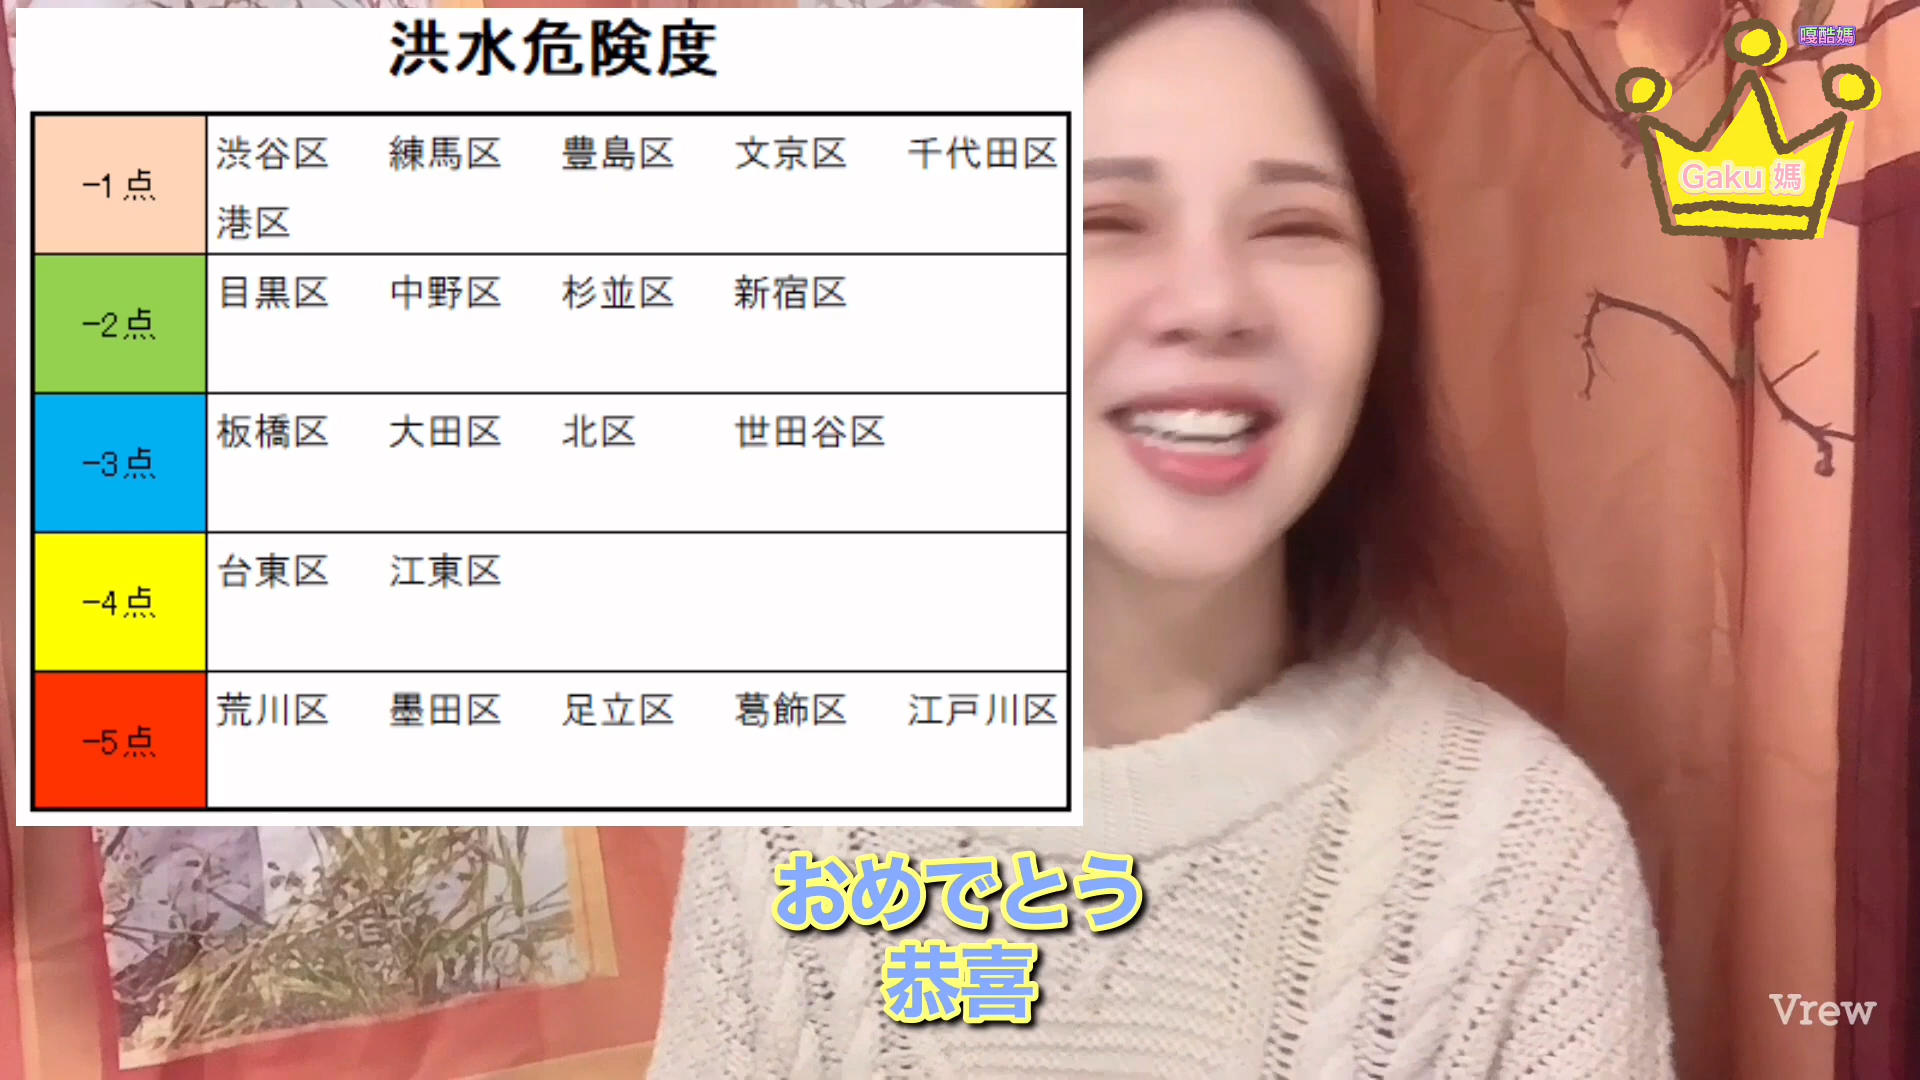 洪水危険度
-1点
渋谷区 練馬区 豊島区 文京区 千代田区
港区
-2点
目黒区 中野区 杉並区 新宿区
-3点
板橋区 大田区 北区 世田谷区
-4点
台東区 江東区
-5点
荒川区 墨田区 足立区 葛飾区 江戸川区
嘎酷媽
Gaku 媽
おめでとう
恭喜
Vrew